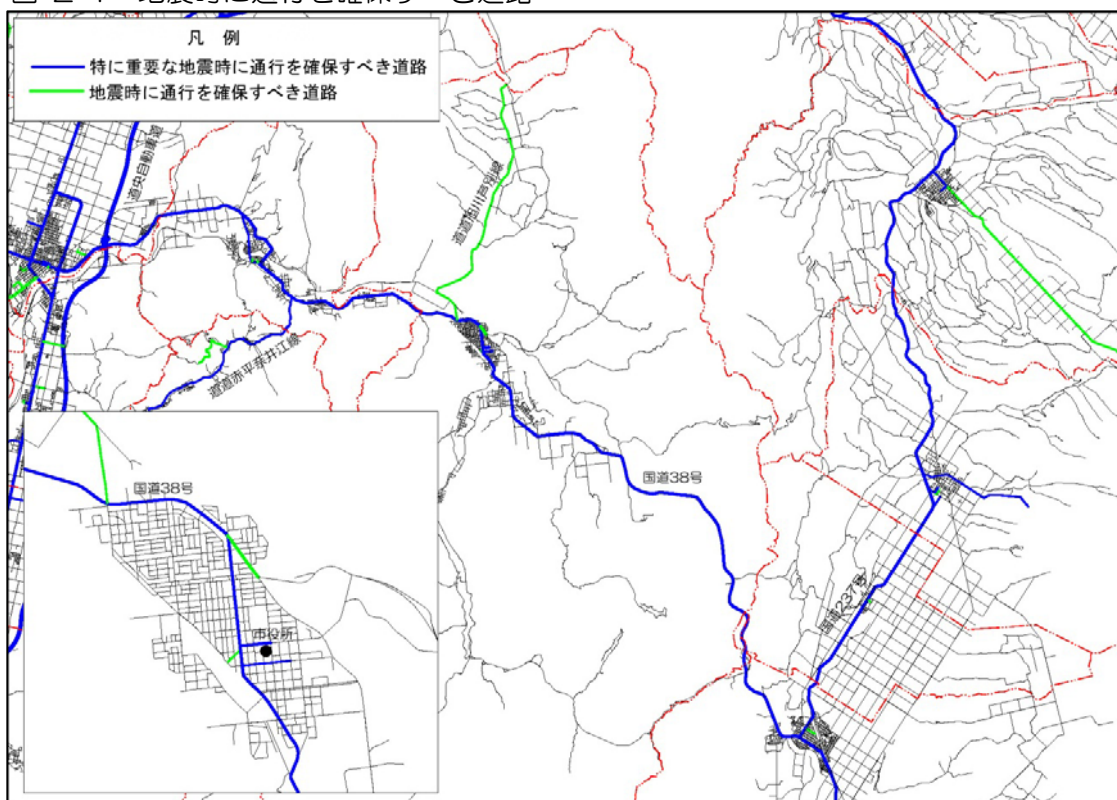 凡 例
特に重要な地震時に通行を確保すべき道路
地震時に通行を確保すべき道路
道央自動車道
国道38号
国道237号
国道38号
市役所